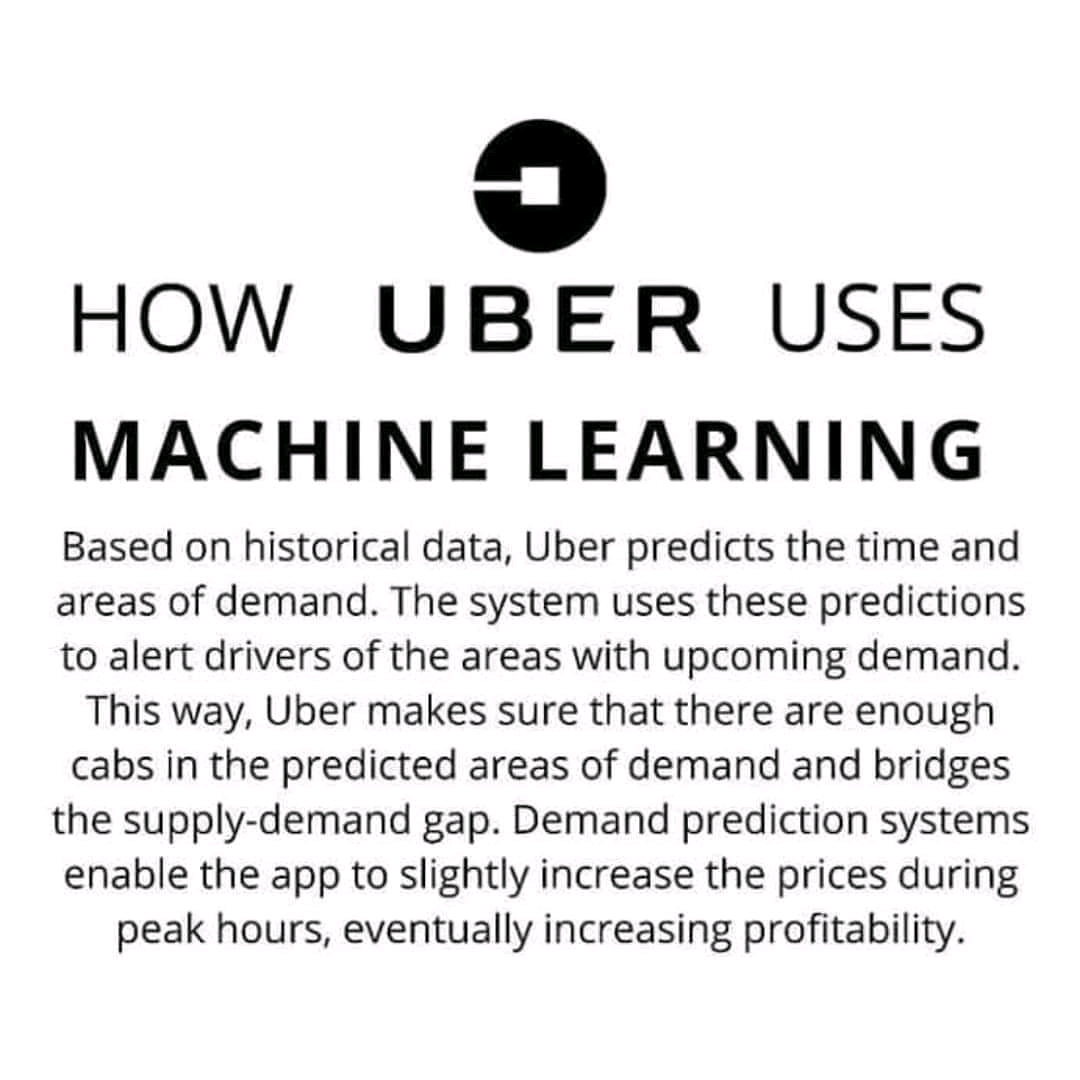 HOW UBER USES
MACHINE LEARNING
Based on historical data, Uber predicts the time and
areas of demand. The system uses these predictions
to alert drivers of the areas with upcoming demand.
This way, Uber makes sure that there are enough
cabs in the predicted areas of demand and bridges
the supply-demand gap. Demand prediction systems
enable the app to slightly increase the prices during
peak hours, eventually increasing profitability.